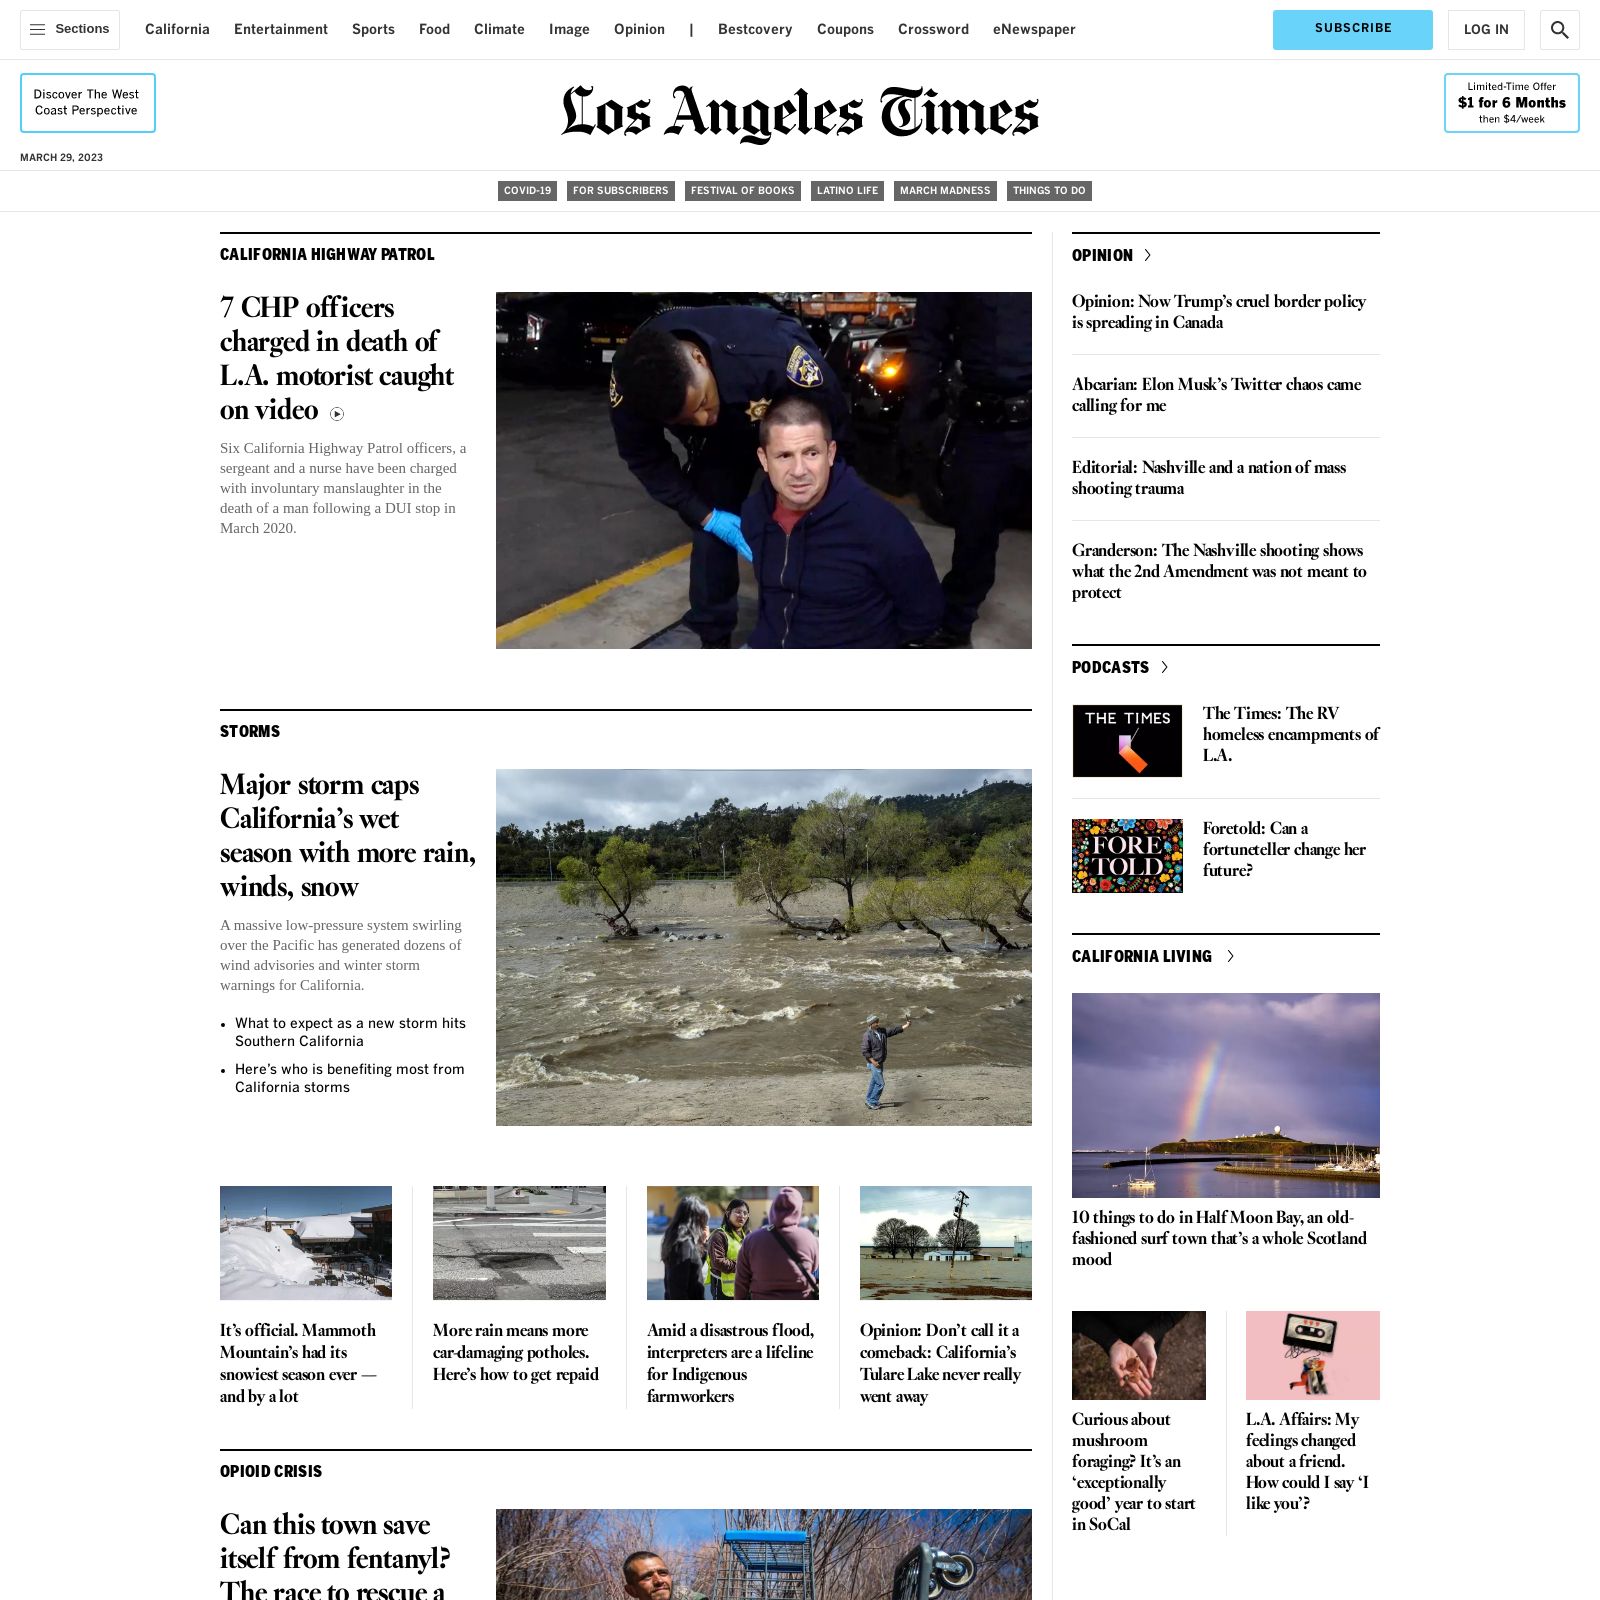 Sections
California
Entertainment
Sports
Food
Climate
Image
Opinion
|
Bestcovery
Coupons
Crossword
eNewspaper
SUBSCRIBE
LOG IN
Discover The West
Coast Perspective
Los Angeles Times
Limited-Time Offer
$1 for 6 Months
then $4/week
MARCH 29, 2023
COVID-19
FOR SUBSCRIBERS
FESTIVAL OF BOOKS
LATINO LIFE
MARCH MADNESS
THINGS TO DO
CALIFORNIA HIGHWAY PATROL
7 CHP officers
charged in death of
L.A. motorist caught
on video
Six California Highway Patrol officers, a
sergeant and a nurse have been charged
with involuntary manslaughter in the
death of a man following a DUI stop in
March 2020.
STORMS
Major storm caps
California’s wet
season with more rain,
winds, snow
A massive low-pressure system swirling
over the Pacific has generated dozens of
wind advisories and winter storm
warnings for California.
• What to expect as a new storm hits
Southern California
• Here’s who is benefiting most from
California storms
It’s official. Mammoth
Mountain’s had its
snowiest season ever —
and by a lot
More rain means more
car-damaging potholes.
Here’s how to get repaid
Amid a disastrous flood,
interpreters are a lifeline
for Indigenous
farmworkers
Opinion: Don’t call it a
comeback: California’s
Tulare Lake never really
went away
OPIOID CRISIS
Can this town save
itself from fentanyl?
The race to rescue a
OPINION
Opinion: Now Trump’s cruel border policy
is spreading in Canada
Abcarian: Elon Musk’s Twitter chaos came
calling for me
Editorial: Nashville and a nation of mass
shooting trauma
Granderson: The Nashville shooting shows
what the 2nd Amendment was not meant to
protect
PODCASTS
THE TIMES
The Times: The RV
homeless encampments of
L.A.
FORE
TOLD
Foretold: Can a
fortuneteller change her
future?
CALIFORNIA LIVING
10 things to do in Half Moon Bay, an old-
fashioned surf town that’s a whole Scotland
mood
Curious about
mushroom
foraging? It’s an
‘exceptionally
good’ year to start
in SoCal
L.A. Affairs: My
feelings changed
about a friend.
How could I say ‘I
like you’?